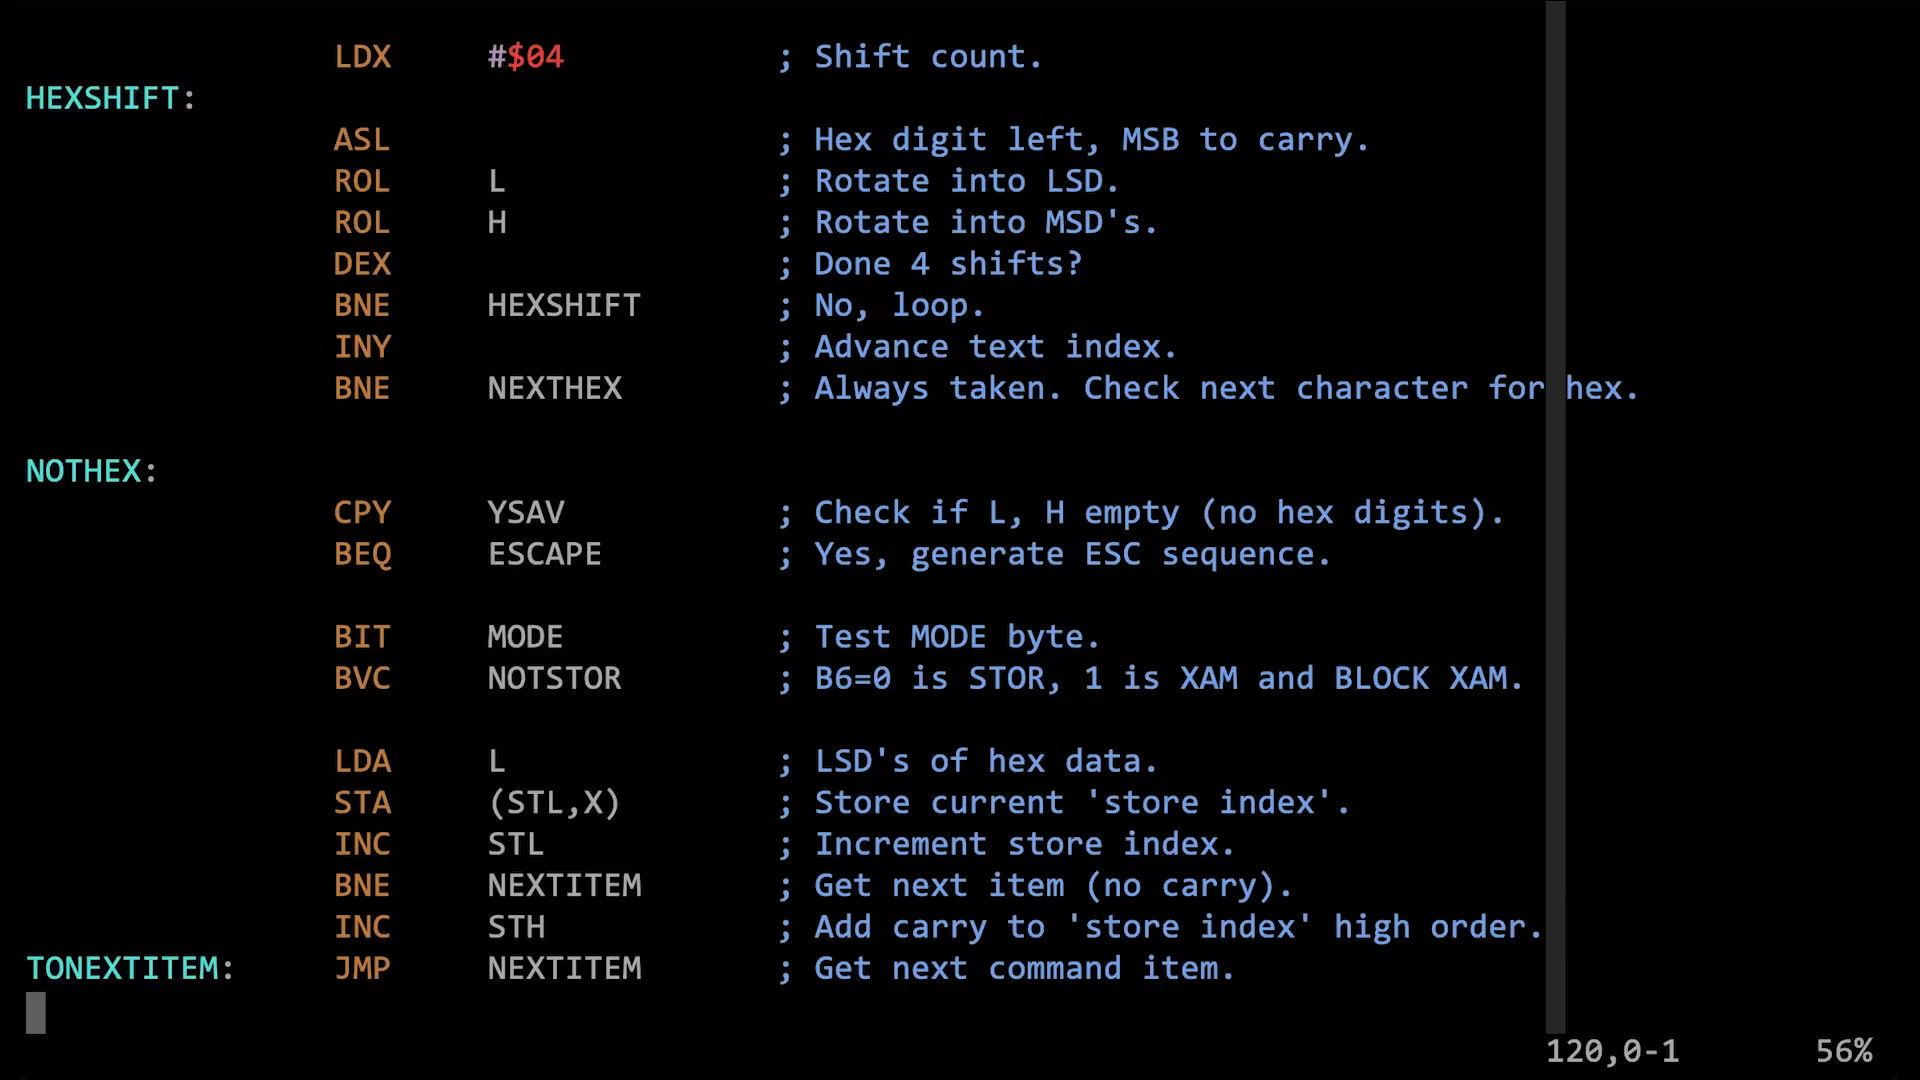 LDX #$04 ; Shift count.
HEXSHIFT:
ASL ; Hex digit left, MSB to carry.
ROL L ; Rotate into LSD.
ROL H ; Rotate into MSD's.
DEX ; Done 4 shifts?
BNE HEXSHIFT ; No, loop.
INY ; Advance text index.
BNE NEXTHEX ; Always taken. Check next character for hex.
NOTHEX:
CPY YSAV ; Check if L, H empty (no hex digits).
BEQ ESCAPE ; Yes, generate ESC sequence.
BIT MODE ; Test MODE byte.
BVC NOTSTOR ; B6=0 is STOR, 1 is XAM and BLOCK XAM.
LDA L ; LSD's of hex data.
STA (STL,X) ; Store current 'store index'.
INC STL ; Increment store index.
BNE NEXTITEM ; Get next item (no carry).
INC STH ; Add carry to 'store index' high order.
TONEXTITEM: JMP NEXTITEM ; Get next command item.
120,0-1 56%